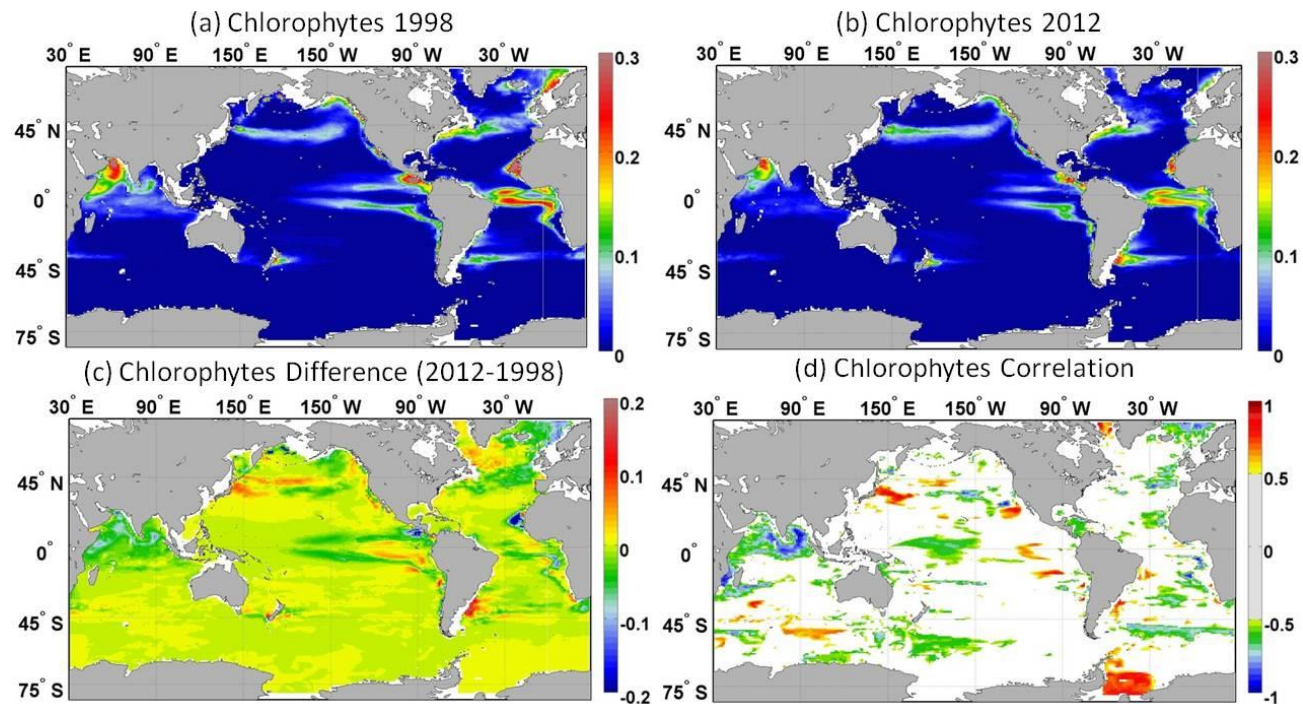 (a) Chlorophytes 1998
30° E 90° E 150° E 150° W 90° W 30° W
45° N
0°
45° S
75° S
0.3
0.2
0.1
0
(b) Chlorophytes 2012
30° E 90° E 150° E 150° W 90° W 30° W
45° N
0°
45° S
75° S
0.3
0.2
0.1
0
(c) Chlorophytes Difference (2012-1998)
30° E 90° E 150° E 150° W 90° W 30° W
45° N
0°
45° S
75° S
0.2
0.1
0
-0.1
-0.2
(d) Chlorophytes Correlation
30° E 90° E 150° E 150° W 90° W 30° W
45° N
0°
45° S
75° S
1
0.5
0
-0.5
-1